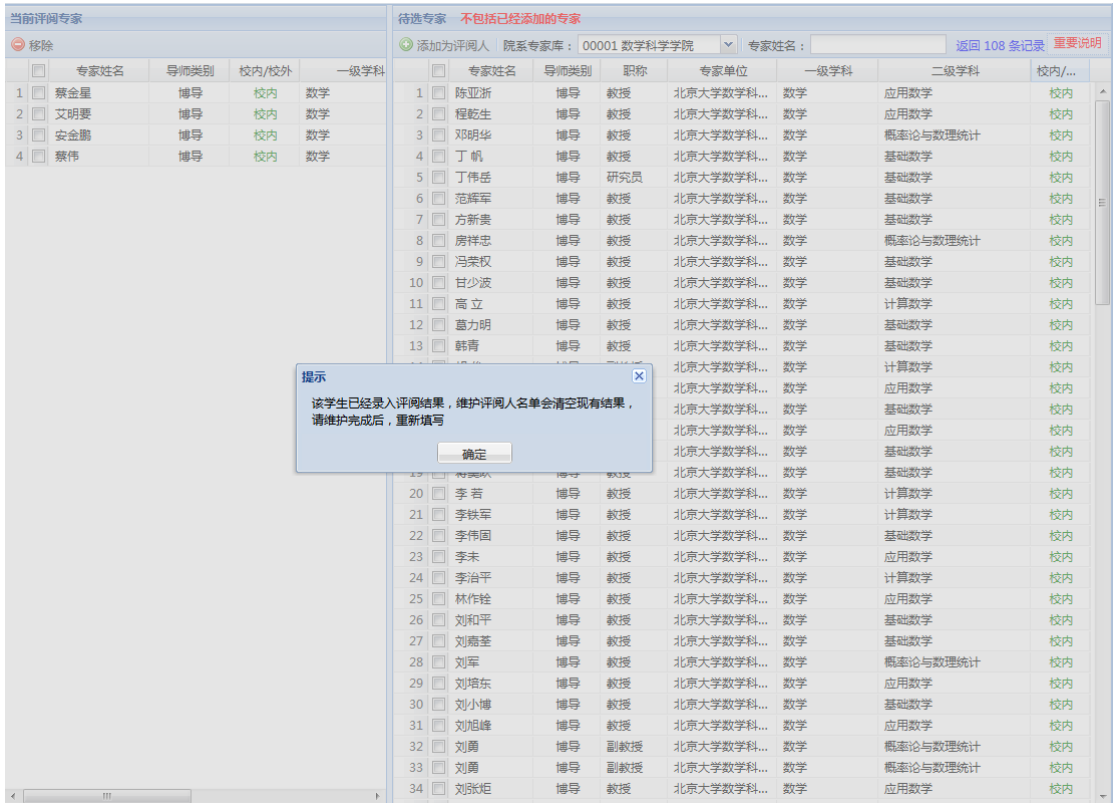 当前评阅专家
移除
专家姓名 导师类别 校内/校外 一级学科
1 蔡金星 博导 校内 数学
2 艾明要 博导 校内 数学
3 安金鹏 博导 校内 数学
4 蔡伟 博导 校内 数学
待选专家 不包括已经添加的专家
添加为评阅人 院系专家库： 00001 数学科学学院 专家姓名： 返回 108 条记录 重要说明
专家姓名 导师类别 职称 专家单位 一级学科 二级学科 校内/...
1 陈亚浙 博导 教授 北京大学数学科... 数学 应用数学 校内
2 程乾生 博导 教授 北京大学数学科... 数学 应用数学 校内
3 邓明华 博导 教授 北京大学数学科... 数学 概率论与数理统计 校内
4 丁 帆 博导 教授 北京大学数学科... 数学 基础数学 校内
5 丁伟岳 博导 研究员 北京大学数学科... 数学 基础数学 校内
6 范辉军 博导 教授 北京大学数学科... 数学 基础数学 校内
7 方新贵 博导 教授 北京大学数学科... 数学 基础数学 校内
8 房祥忠 博导 教授 北京大学数学科... 数学 概率论与数理统计 校内
9 冯荣权 博导 教授 北京大学数学科... 数学 基础数学 校内
10 甘少波 博导 教授 北京大学数学科... 数学 基础数学 校内
11 高 立 博导 教授 北京大学数学科... 数学 计算数学 校内
12 葛力明 博导 教授 北京大学数学科... 数学 基础数学 校内
13 韩青 博导 教授 北京大学数学科... 数学 基础数学 校内
北京大学数学科... 数学 计算数学 校内
北京大学数学科... 数学 应用数学 校内
北京大学数学科... 数学 基础数学 校内
北京大学数学科... 数学 应用数学 校内
北京大学数学科... 数学 基础数学 校内
北京大学数学科... 数学 基础数学 校内
提示
该学生已经录入评阅结果，维护评阅人名单会清空现有结果，
请维护完成后，重新填写
确定
20 李 若 博导 教授 北京大学数学科... 数学 计算数学 校内
21 李铁军 博导 教授 北京大学数学科... 数学 计算数学 校内
22 李伟固 博导 教授 北京大学数学科... 数学 基础数学 校内
23 李未 博导 教授 北京大学数学科... 数学 应用数学 校内
24 李治平 博导 教授 北京大学数学科... 数学 计算数学 校内
25 林作铨 博导 教授 北京大学数学科... 数学 应用数学 校内
26 刘和平 博导 教授 北京大学数学科... 数学 基础数学 校内
27 刘嘉荃 博导 教授 北京大学数学科... 数学 基础数学 校内
28 刘军 博导 教授 北京大学数学科... 数学 概率论与数理统计 校内
29 刘培东 博导 教授 北京大学数学科... 数学 应用数学 校内
30 刘小博 博导 教授 北京大学数学科... 数学 基础数学 校内
31 刘旭峰 博导 教授 北京大学数学科... 数学 应用数学 校内
32 刘勇 博导 副教授 北京大学数学科... 数学 概率论与数理统计 校内
33 刘勇 博导 副教授 北京大学数学科... 数学 概率论与数理统计 校内
34 刘张炬 博导 教授 北京大学数学科... 数学 应用数学 校内